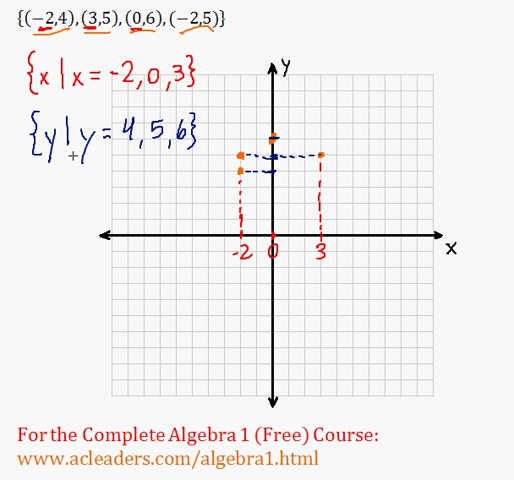 {(−2,4),(3,5),(0,6),(−2,5)}
{x | x = -2, 0, 3}
{y | y = 4, 5, 6}
y
x
-2 0 3
For the Complete Algebra 1 (Free) Course:
www.acleaders.com/algebra1.html